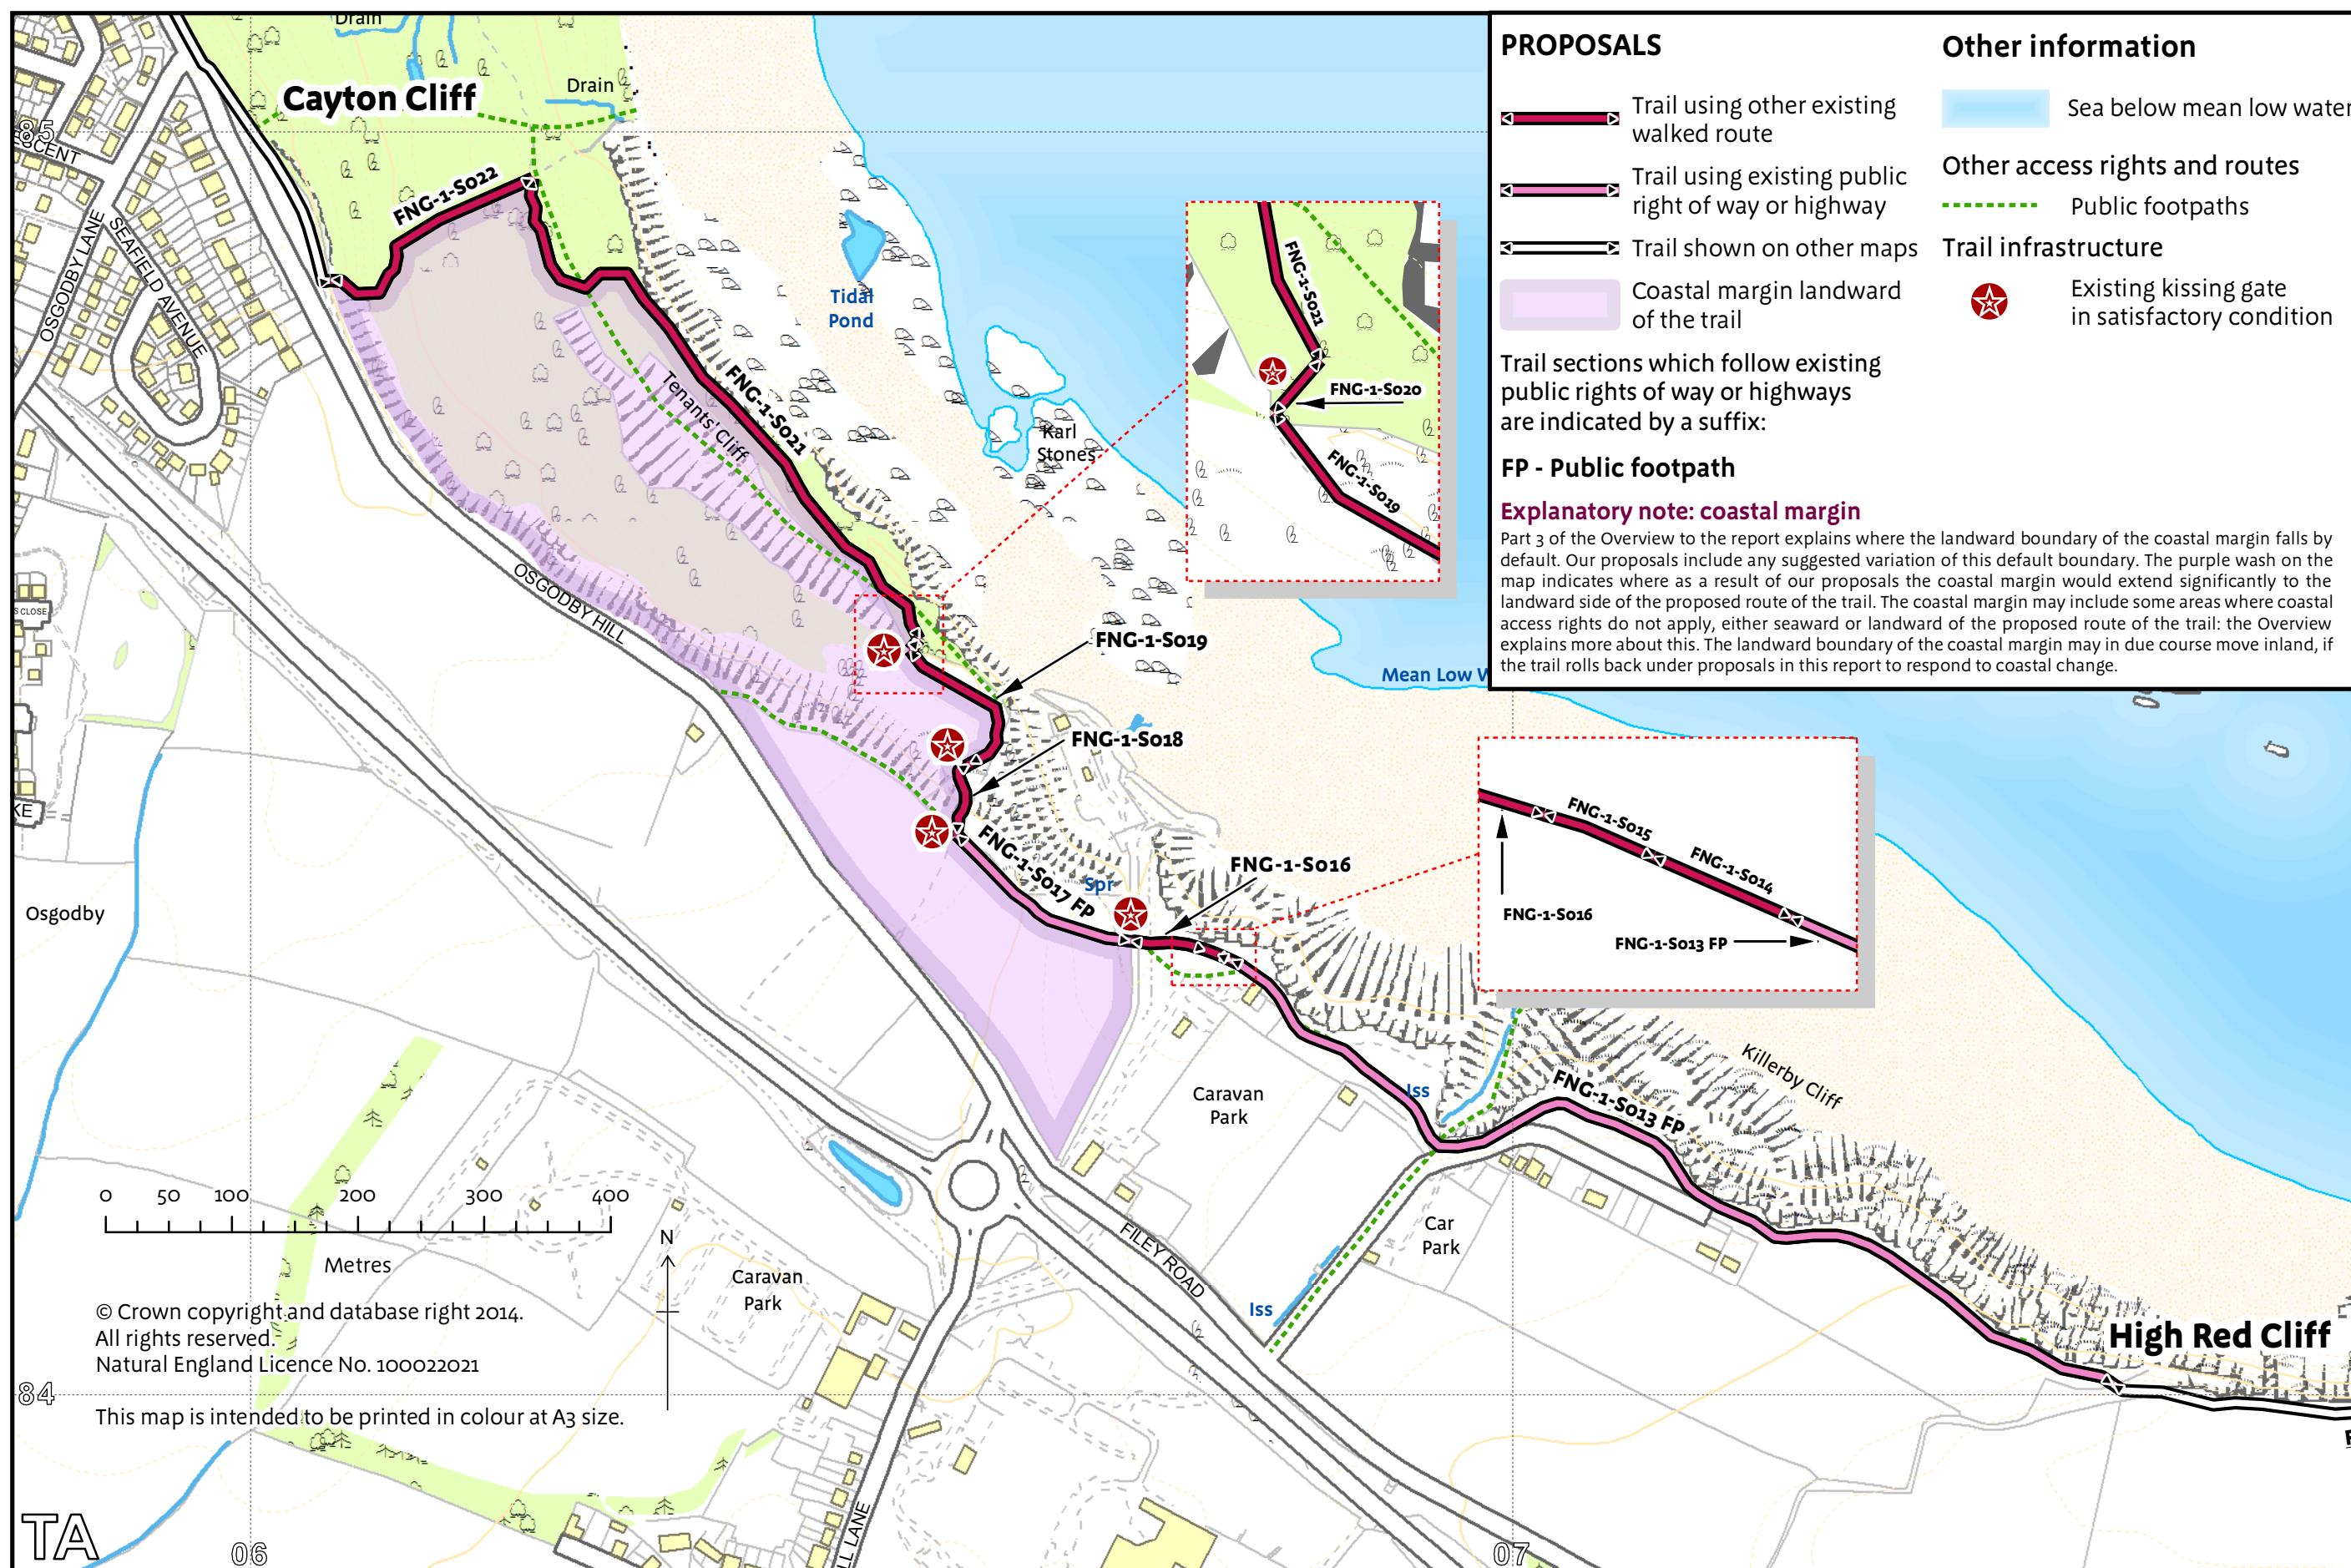 Drain
Cayton Cliff
Drain
85
OSGODBY LANE
SEAFIELD AVENUE
FNG-1-S022
Tidal
Pond
Tenants' Cliff
FNG-1-S021
Karl
Stones
S CLOSE
OSGODBY HILL
FNG-1-S021
FNG-1-S020
FNG-1-S019
FNG-1-S019
Mean Low W
FNG-1-S018
FNG-1-S017 FP
Spr
FNG-1-S016
FNG-1-S015
FNG-1-S014
FNG-1-S016
FNG-1-S013 FP
Osgodby
Caravan
Park
Iss
FNG-1-S013 FP
Killerby Cliff
Car
Park
FILEY ROAD
Iss
Caravan
Park
High Red Cliff
0 50 100 200 300 400
Metres
N
© Crown copyright and database right 2014.
All rights reserved.
Natural England Licence No. 100022021
84
This map is intended to be printed in colour at A3 size.
LL LANE
TA
06
07
PROPOSALS
Trail using other existing
walked route
Trail using existing public
right of way or highway
Trail shown on other maps
Coastal margin landward
of the trail
Trail sections which follow existing
public rights of way or highways
are indicated by a suffix:
FP - Public footpath
Other information
Sea below mean low water
Other access rights and routes
Public footpaths
Trail infrastructure
Existing kissing gate
in satisfactory condition
Explanatory note: coastal margin
Part 3 of the Overview to the report explains where the landward boundary of the coastal margin falls by
default. Our proposals include any suggested variation of this default boundary. The purple wash on the
map indicates where as a result of our proposals the coastal margin would extend significantly to the
landward side of the proposed route of the trail. The coastal margin may include some areas where coastal
access rights do not apply, either seaward or landward of the proposed route of the trail: the Overview
explains more about this. The landward boundary of the coastal margin may in due course move inland, if
the trail rolls back under proposals in this report to respond to coastal change.